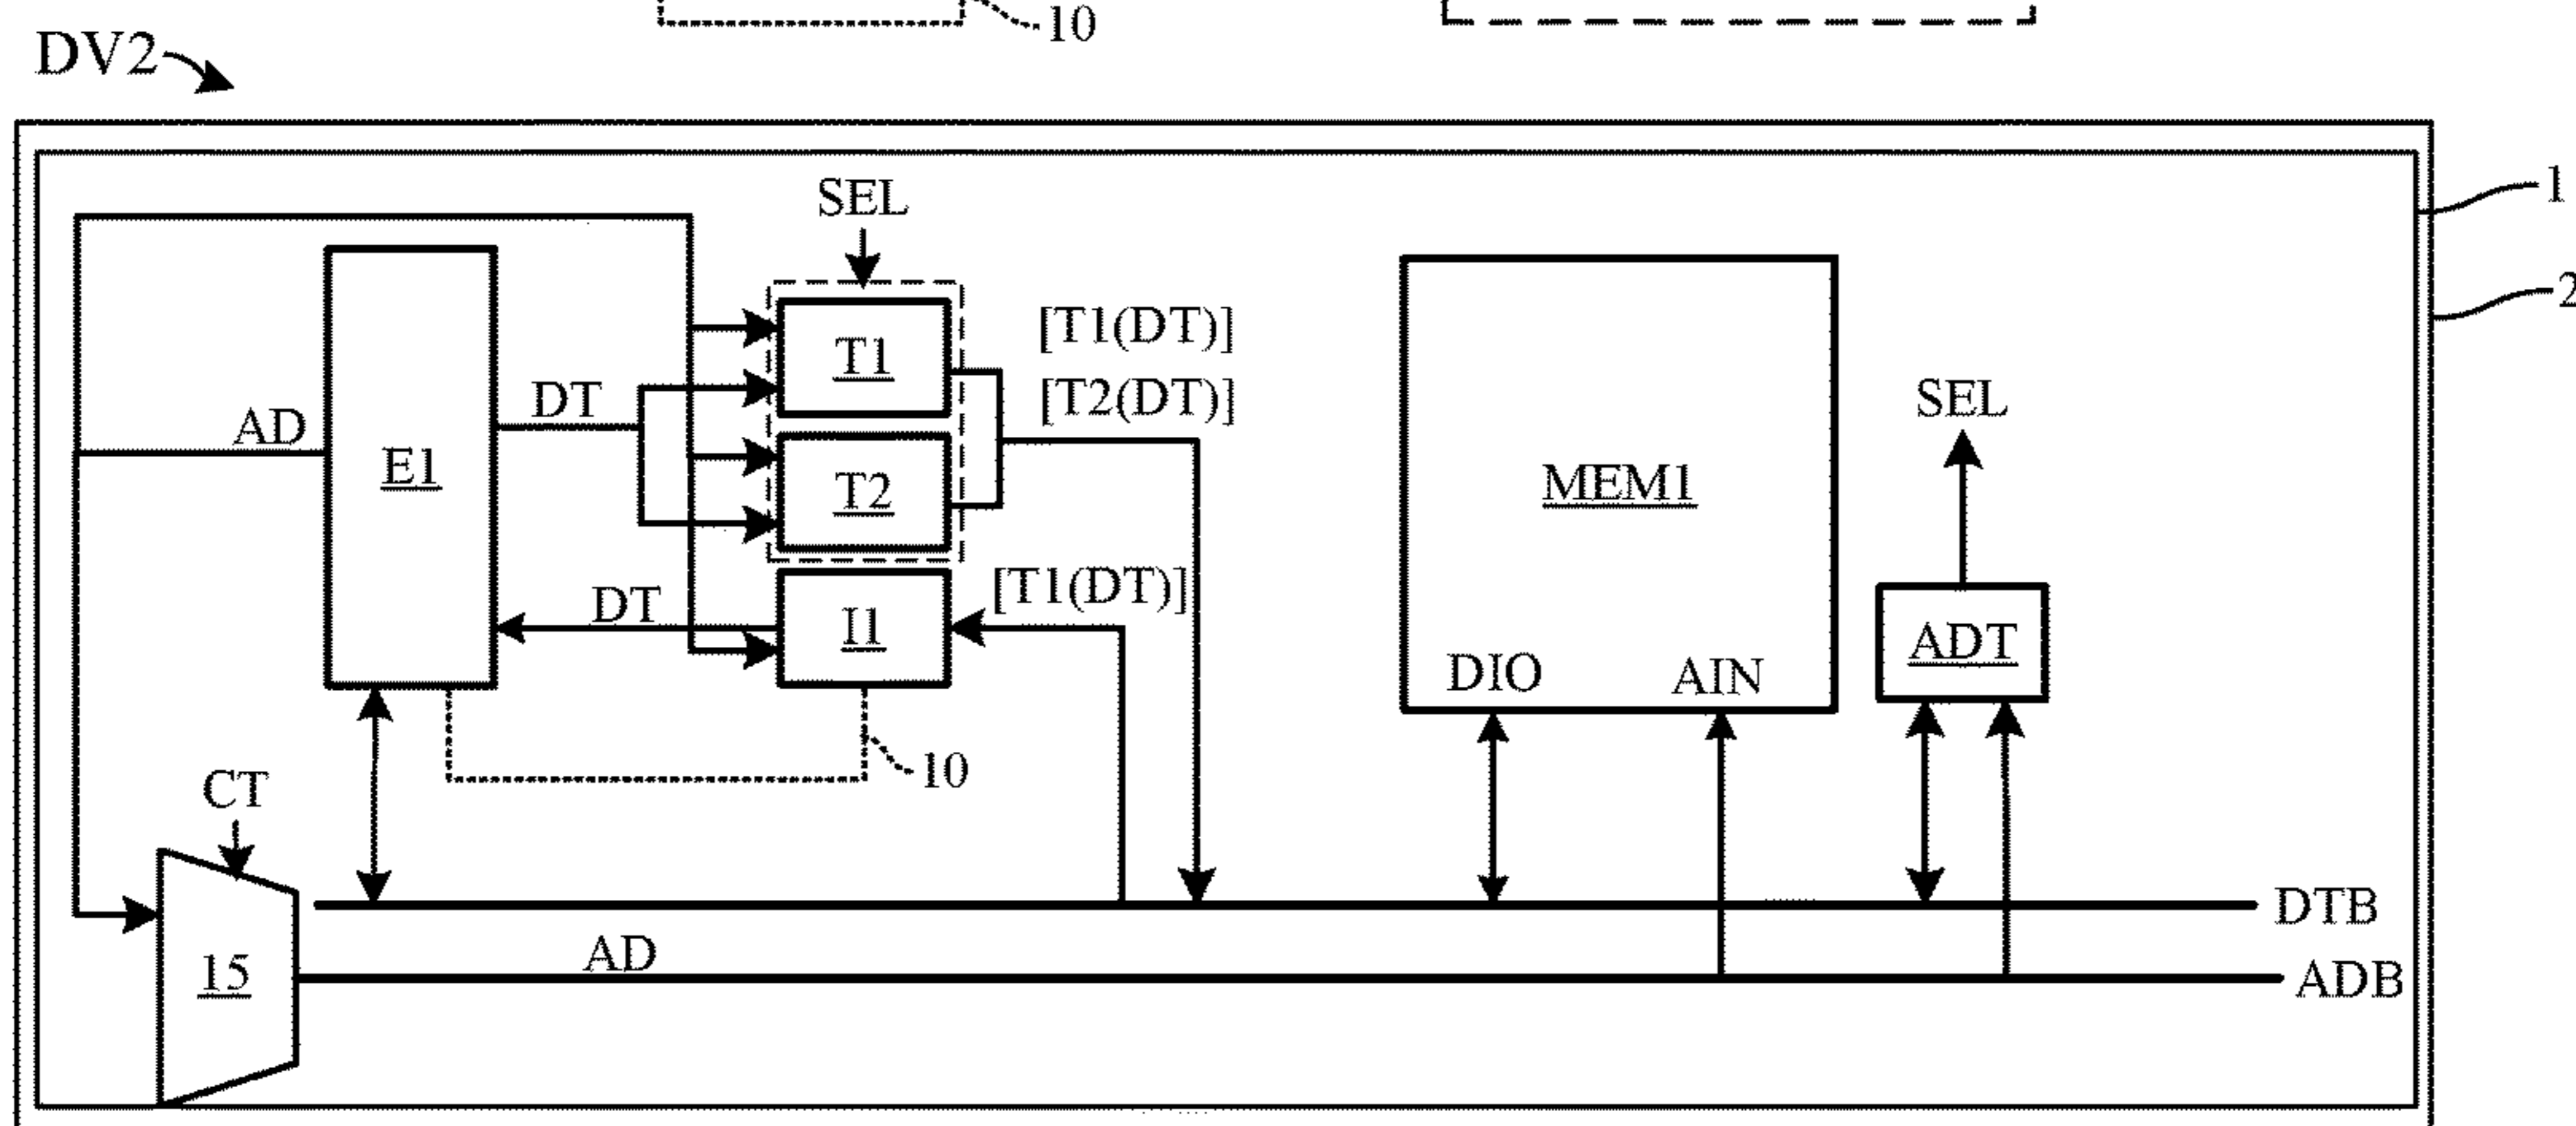 10
DV2
1
SEL
2
[T1(DT)]
T1
DT
[T2(DT)]
SEL
AD
E1
MEM1
T2
[T1(DT)]
DT
I1
ADT
DIO
AIN
10
CT
DTB
AD
15
ADB